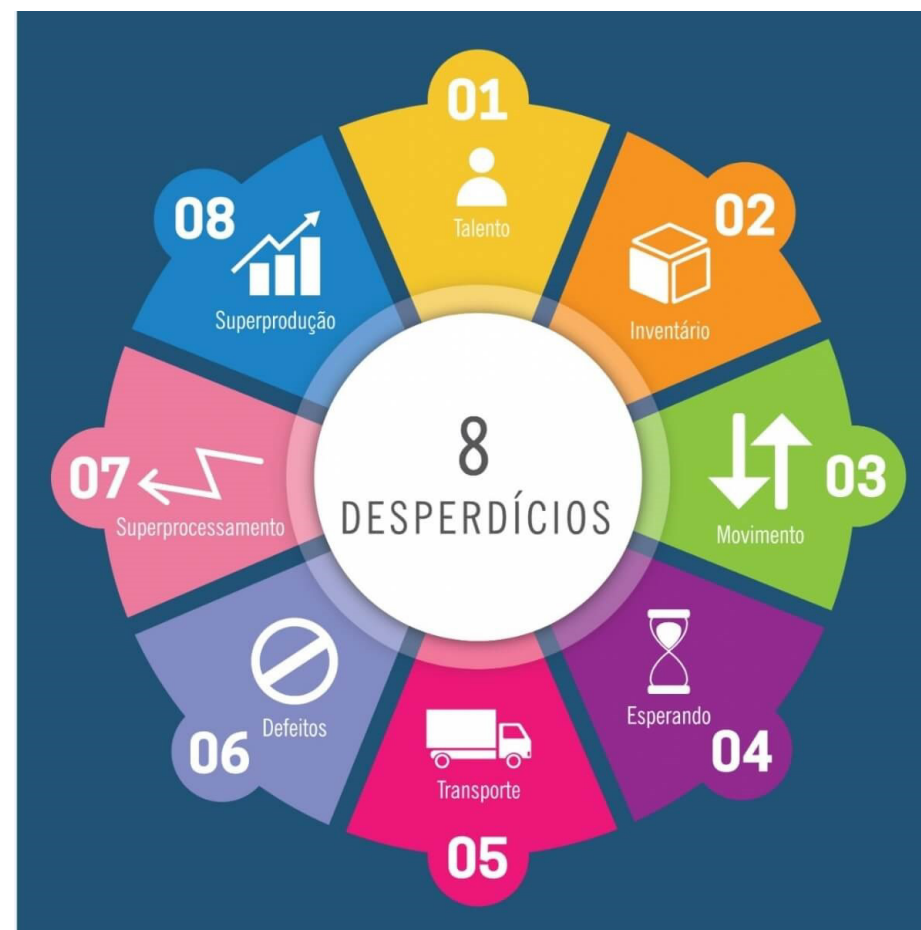 01
Talento
02
Inventário
03
Movimento
04
Esperando
05
Transporte
06
Defeitos
07
Superprocessamento
08
Superprodução
8
DESPERDÍCIOS